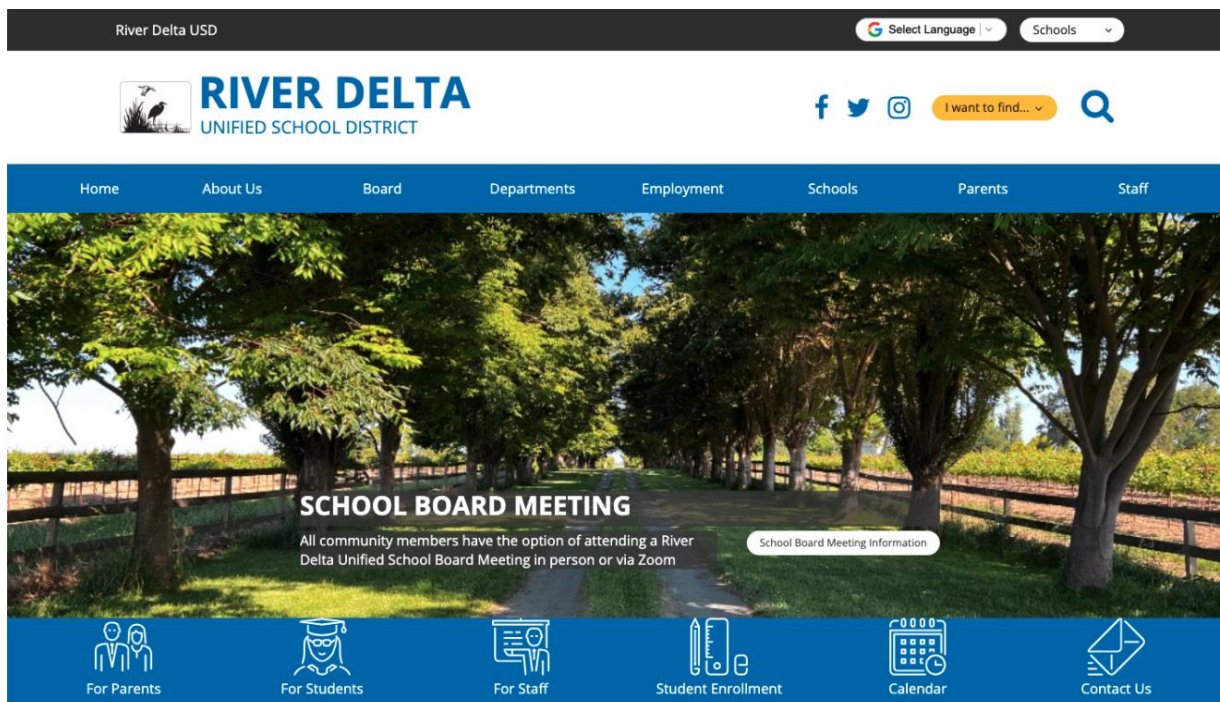 River Delta USD
Select Language
Schools
RIVER DELTA
UNIFIED SCHOOL DISTRICT
I want to find...
Home
About Us
Board
Departments
Employment
Schools
Parents
Staff
SCHOOL BOARD MEETING
All community members have the option of attending a River
Delta Unified School Board Meeting in person or via Zoom
School Board Meeting Information
For Parents
For Students
For Staff
Student Enrollment
Calendar
Contact Us